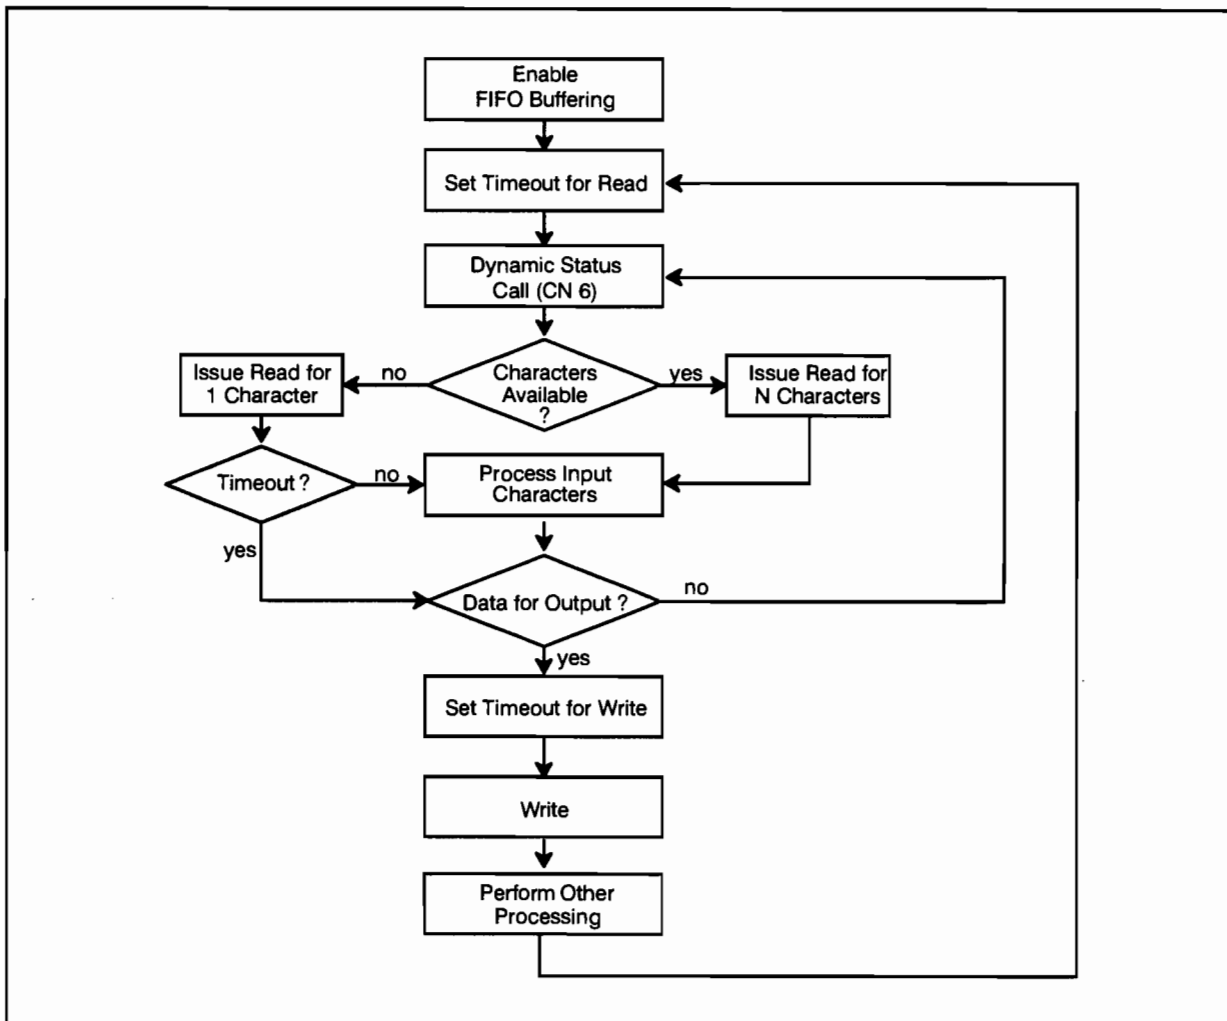 Enable
FIFO Buffering
Set Timeout for Read
Dynamic Status
Call (CN 6)
Issue Read for
1 Character
no
Characters
Available
?
yes
Issue Read for
N Characters
Timeout ?
no
Process Input
Characters
yes
Data for Output ?
no
yes
Set Timeout for Write
Write
Perform Other
Processing